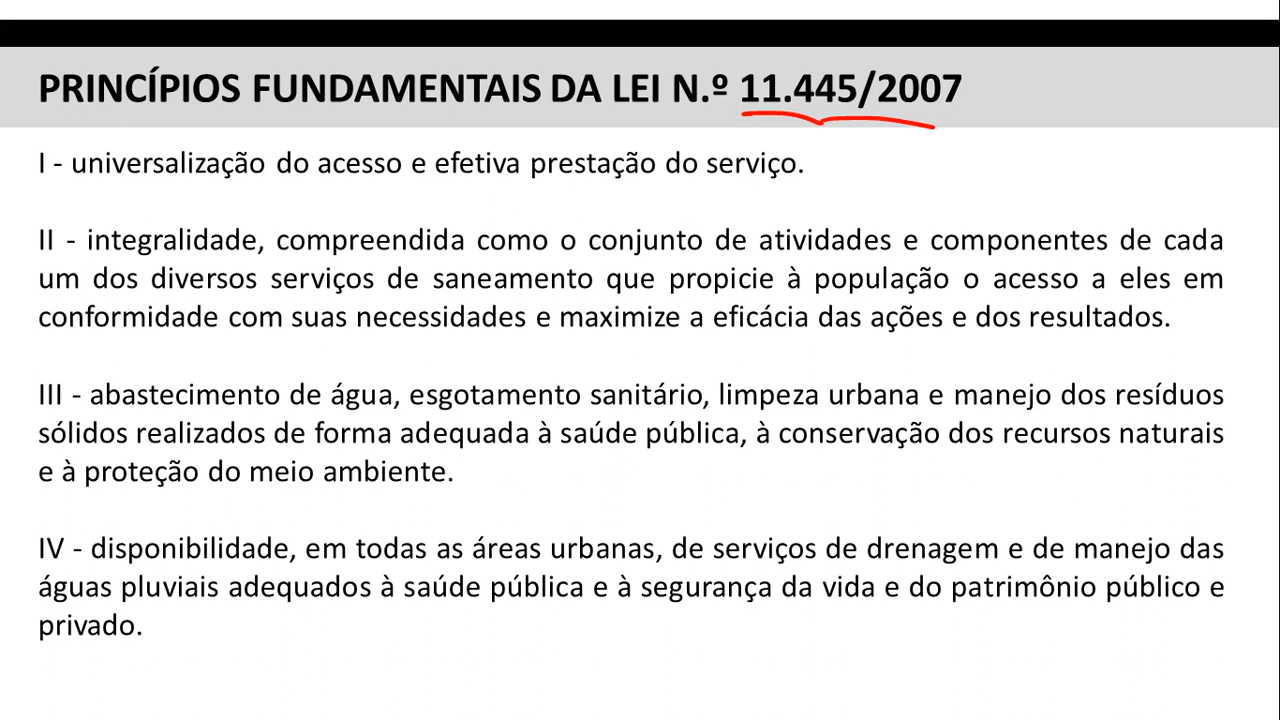 PRINCÍPIOS FUNDAMENTAIS DA LEI N.º 11.445/2007
I - universalização do acesso e efetiva prestação do serviço.
II - integralidade, compreendida como o conjunto de atividades e componentes de cada
um dos diversos serviços de saneamento que propicie à população o acesso a eles em
conformidade com suas necessidades e maximize a eficácia das ações e dos resultados.
III - abastecimento de água, esgotamento sanitário, limpeza urbana e manejo dos resíduos
sólidos realizados de forma adequada à saúde pública, à conservação dos recursos naturais
e à proteção do meio ambiente.
IV - disponibilidade, em todas as áreas urbanas, de serviços de drenagem e de manejo das
águas pluviais adequados à saúde pública e à segurança da vida e do patrimônio público e
privado.